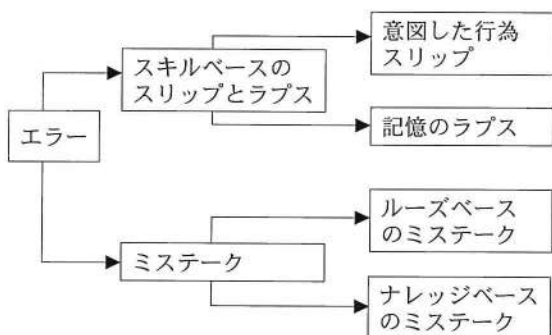 エラー
スキルベースの
スリップとラプス
意図した行為
スリップ
記憶のラプス
ミステーク
ルーズベース
のミステーク
ナレッジベース
のミステーク